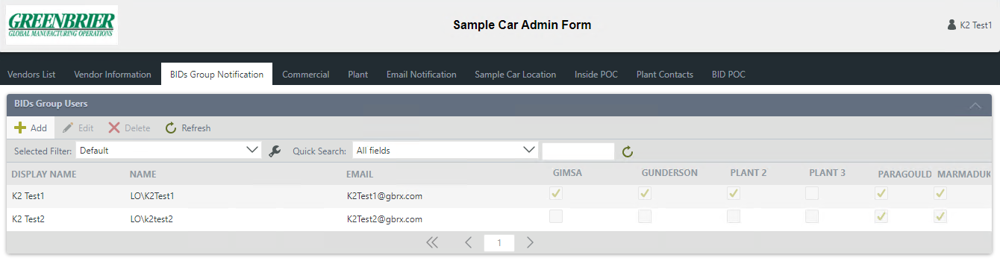 GREENBRIER
GLOBAL MANUFACTURING OPERATIONS
Sample Car Admin Form
K2 Test1
Vendors List Vendor Information BIDs Group Notification Commercial Plant Email Notification Sample Car Location Inside POC Plant Contacts BID POC
BIDs Group Users
Add Edit Delete Refresh
Selected Filter: Default Quick Search: All fields
DISPLAY NAME NAME EMAIL GIMSA GUNDERSON PLANT 2 PLANT 3 PARAGOULD MARMADUK
K2 Test1 LO\K2Test1 K2Test1@gbrx.com
K2 Test2 LO\k2test2 K2Test2@gbrx.com
1